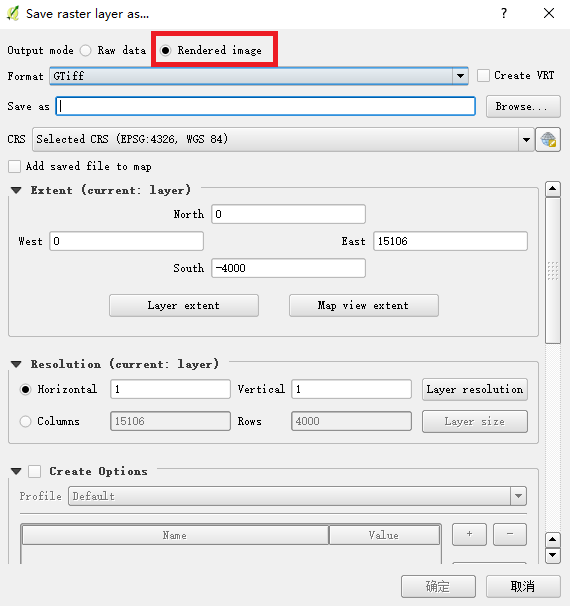 Save raster layer as...
Output mode Raw data Rendered image
Format GTiff Create VRT
Save as Browse...
CRS Selected CRS (EPSG:4326, WGS 84)
Add saved file to map
Extent (current: layer)
North 0
West 0 East 15106
South -4000
Layer extent Map view extent
Resolution (current: layer)
Horizontal 1 Vertical 1 Layer resolution
Columns 15106 Rows 4000 Layer size
Create Options
Profile Default
Name Value + -
确定 取消